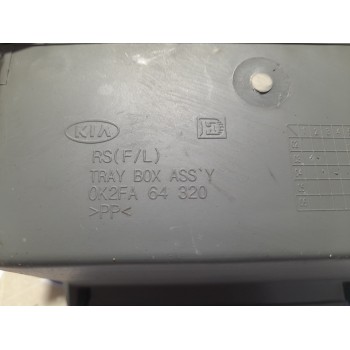 KIA
RS(F/L)
TRAY BOX ASS'Y
0K2FA 64 320
>PP<